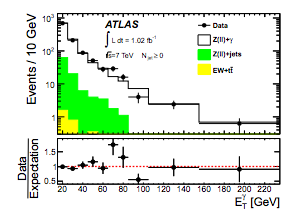 ATLAS
∫ L dt = 1.02 fb⁻¹
√s=7 TeV N_jet ≥ 0
Data
Z(ll)+γ
Z(ll)+jets
EW+tt̄
Events / 10 GeV
10³
10²
10
1
Data
Expectation
1.5
1
0.5
20 40 60 80 100 120 140 160 180 200 220
E_T^γ [GeV]